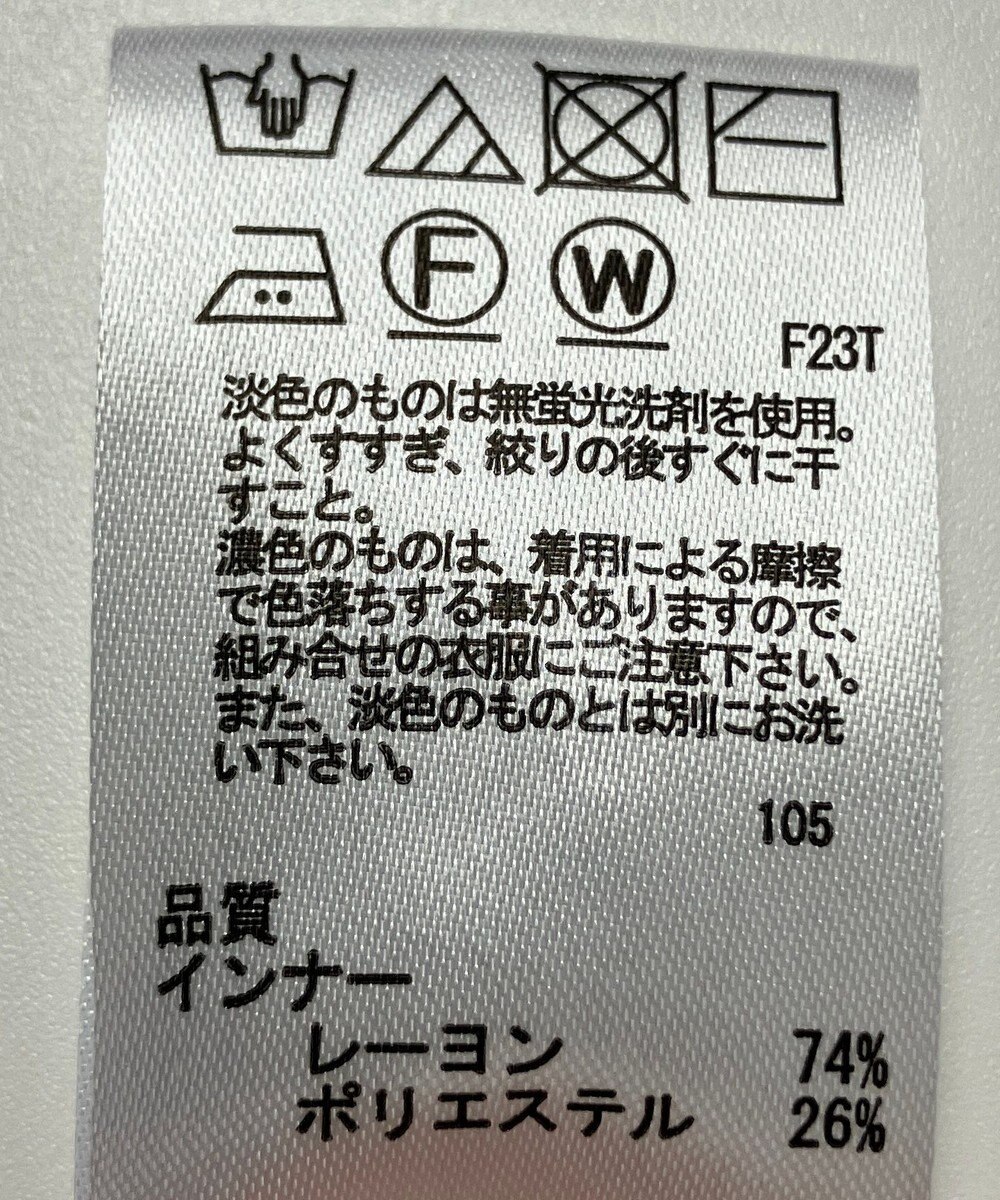 F
W
F23T
淡色のものは無蛍光洗剤を使用。
よくすすぎ、絞りの後すぐに干
すこと。
濃色のものは、着用による摩擦
で色落ちする事がありますので、
組み合せの衣服にご注意下さい。
また、淡色のものとは別にお洗
い下さい。
105
品質
インナー
レーヨン 74%
ポリエステル 26%